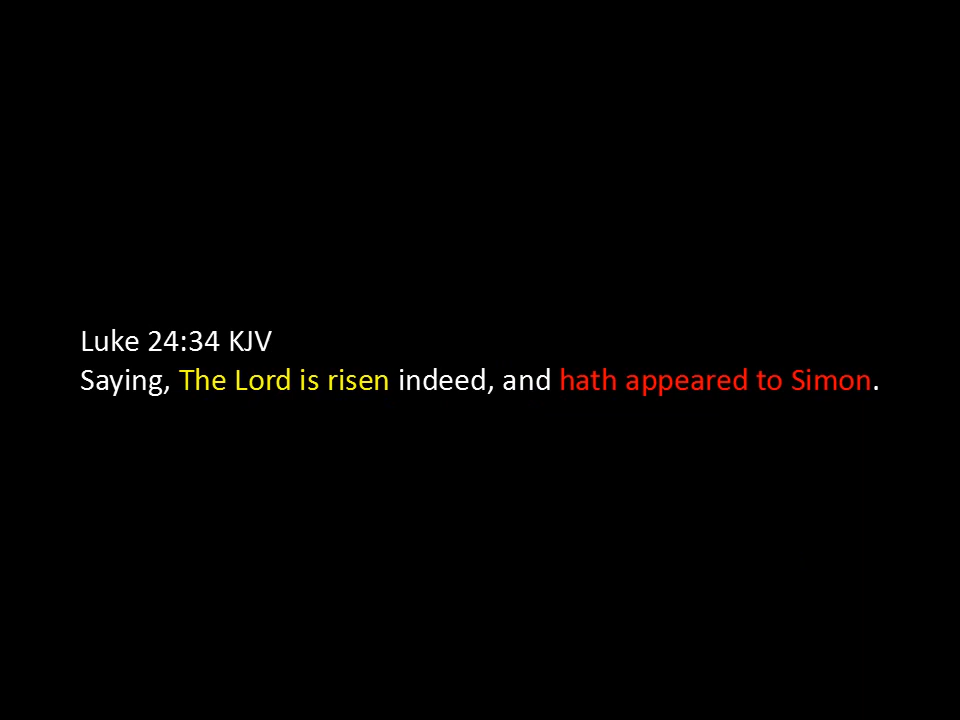 Luke 24:34 KJV
Saying, The Lord is risen indeed, and hath appeared to Simon.